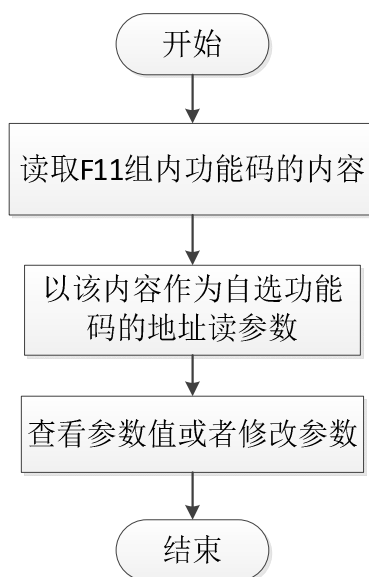 开始
读取F11组内功能码的内容
以该内容作为自选功能
码的地址读参数
查看参数值或者修改参数
结束